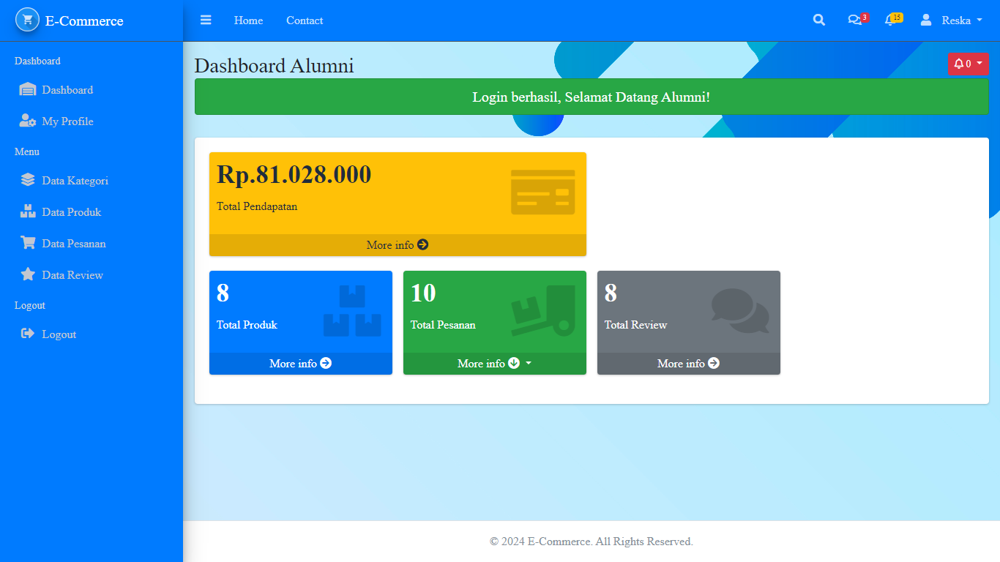 E-Commerce
Home
Contact
3
15
Reska
Dashboard
Dashboard
My Profile
Menu
Data Kategori
Data Produk
Data Pesanan
Data Review
Logout
Logout
Dashboard Alumni
0
Login berhasil, Selamat Datang Alumni!
Rp.81.028.000
Total Pendapatan
More info
8
Total Produk
More info
10
Total Pesanan
More info
8
Total Review
More info
© 2024 E-Commerce. All Rights Reserved.